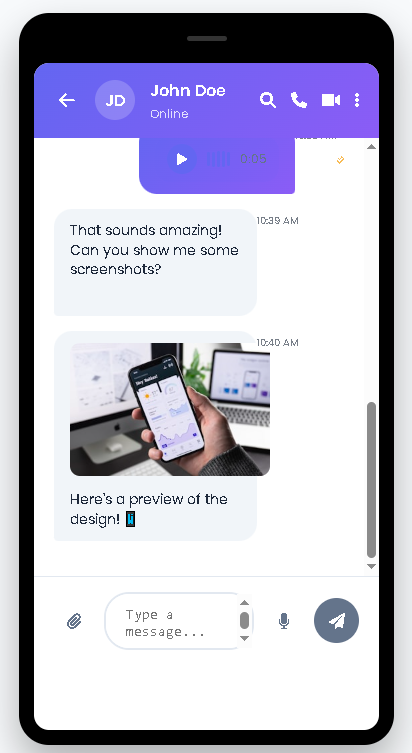 JD
John Doe
Online
0:08
10:39 AM
That sounds amazing!
Can you show me some
screenshots?
10:40 AM
Here's a preview of the
design!
Type a
message...